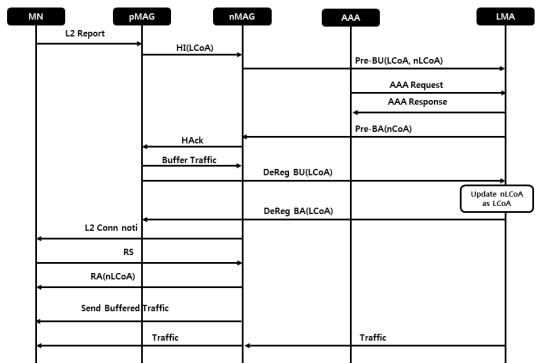 MN pMAG nMAG AAA LMA
L2 Report
HI(LCoA)
Pre-BU(LCoA, nLCoA)
AAA Request
AAA Response
Pre-BA(nCoA)
HAck
Buffer Traffic
DeReg BU(LCoA)
Update nLCoA
as LCoA
DeReg BA(LCoA)
L2 Conn noti
RS
RA(nLCoA)
Send Buffered Traffic
Traffic Traffic